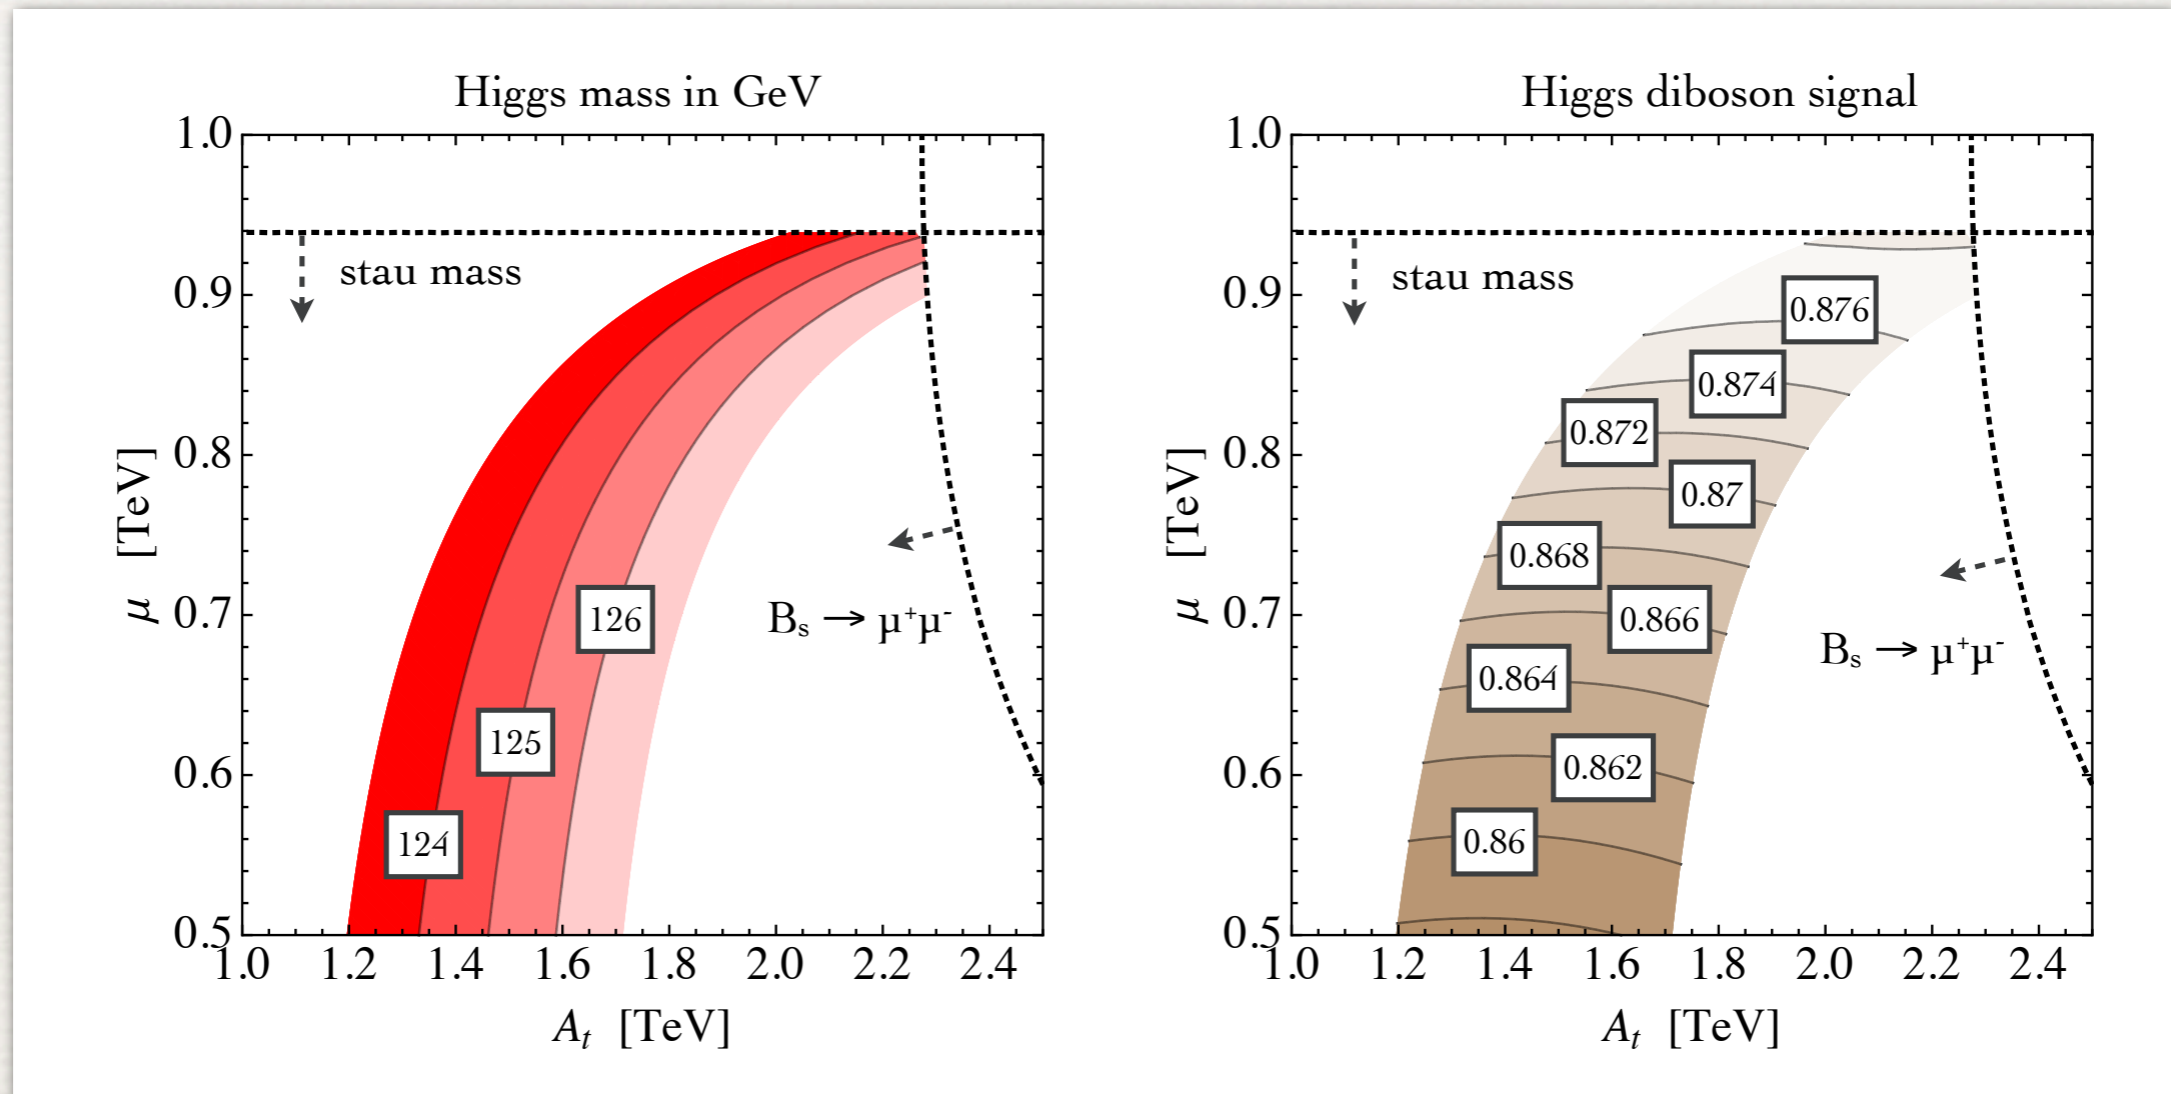 Higgs mass in GeV
1.0
0.9
0.8
0.7
0.6
0.5
μ [TeV]
stau mass
126
125
124
Bs → μ⁺μ⁻
1.0 1.2 1.4 1.6 1.8 2.0 2.2 2.4
At [TeV]
Higgs diboson signal
1.0
0.9
0.8
0.7
0.6
0.5
μ [TeV]
stau mass
0.876
0.874
0.872
0.87
0.868
0.866
0.864
0.862
0.86
Bs → μ⁺μ⁻
1.0 1.2 1.4 1.6 1.8 2.0 2.2 2.4
At [TeV]